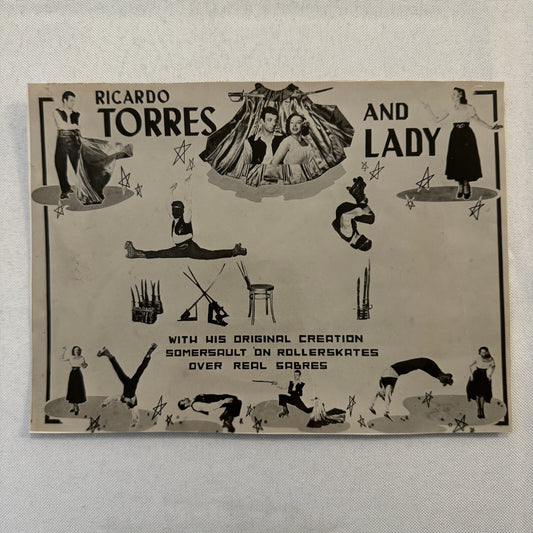 RICARDO
TORRES
AND
LADY
WITH HIS ORIGINAL CREATION
SOMERSAULT ON ROLLERSKATES
OVER REAL SABRES